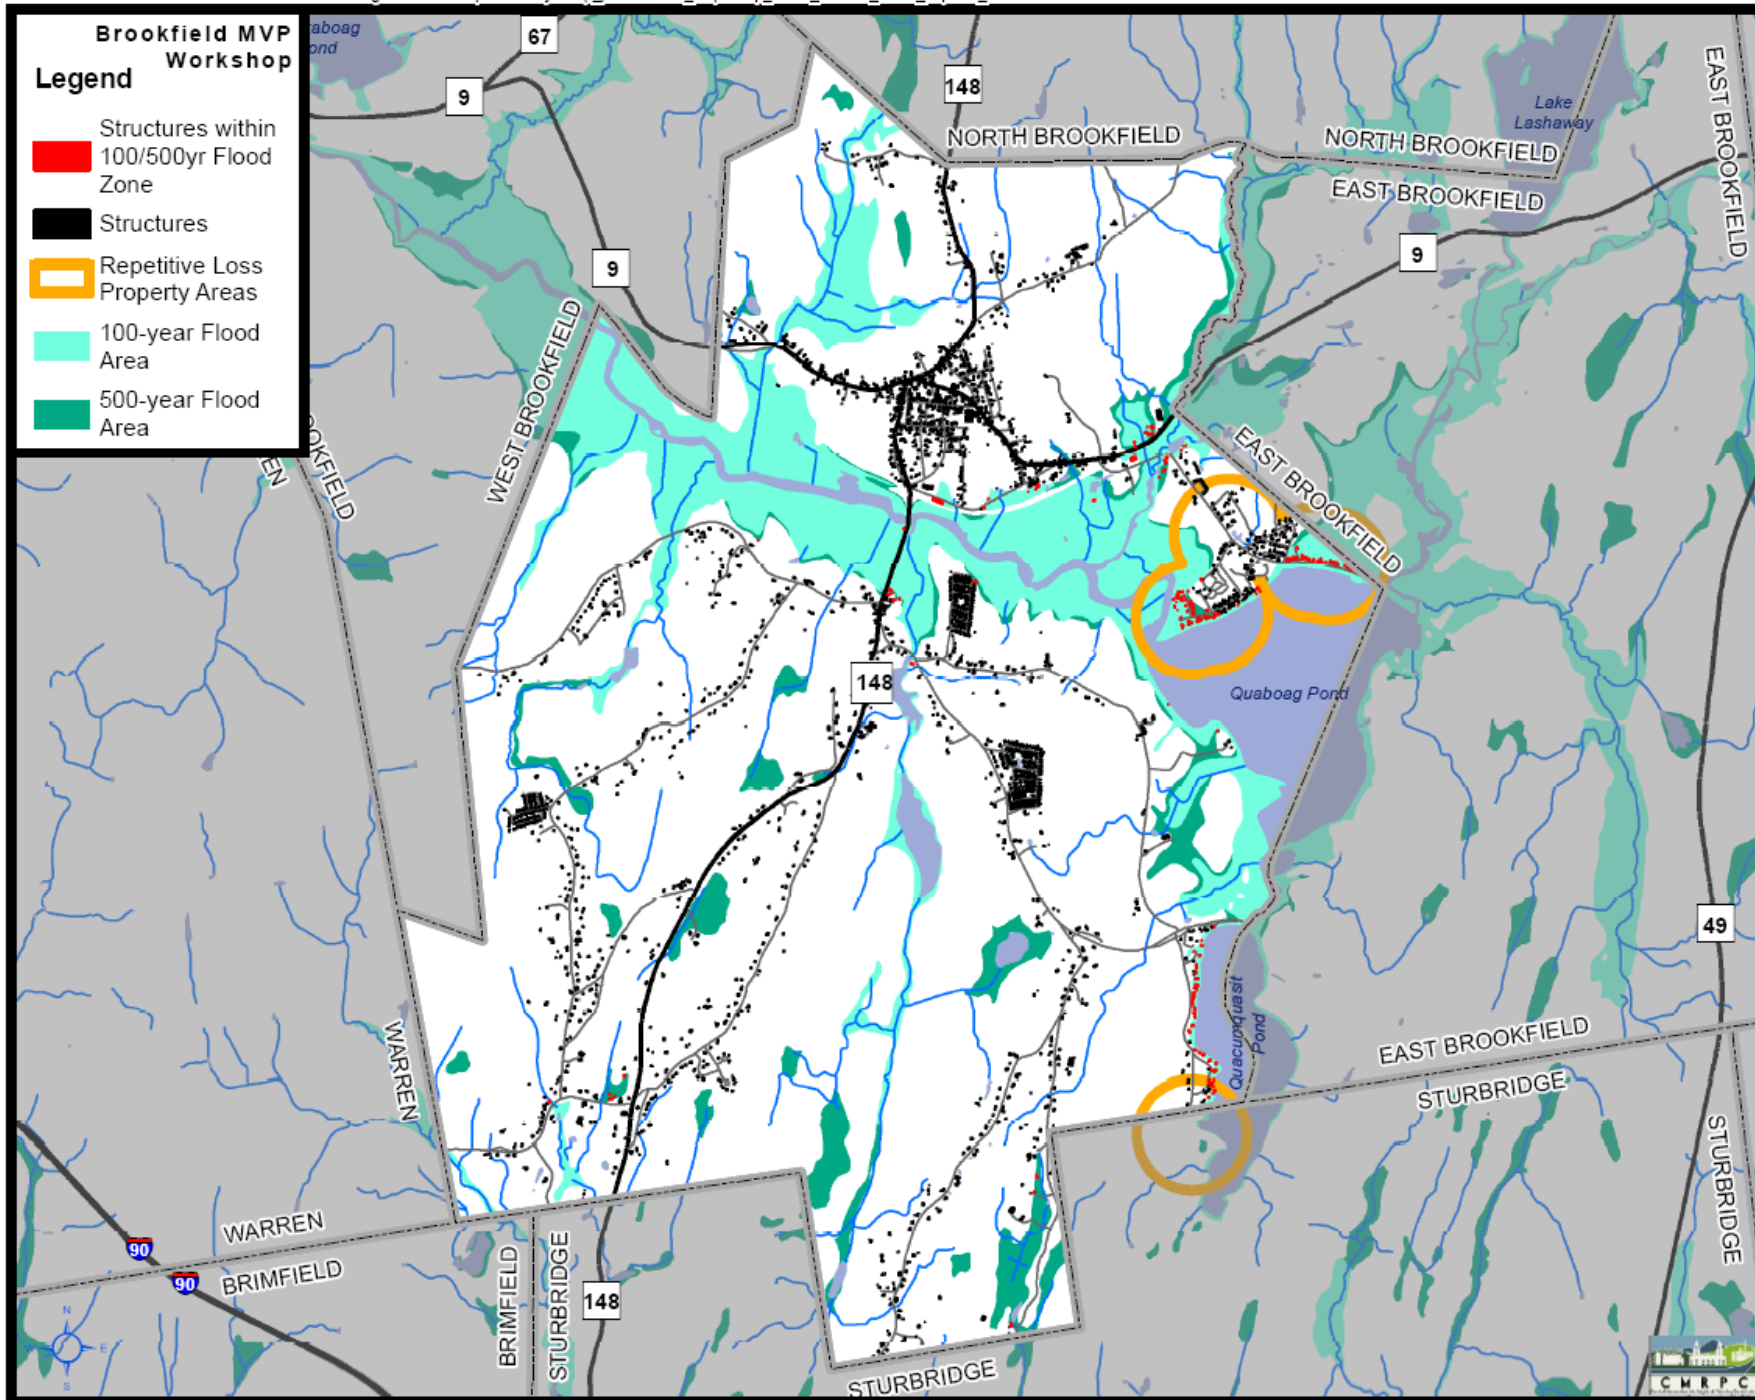 Brookfield MVP
Workshop
Legend
Structures within
100/500yr Flood
Zone
Structures
Repetitive Loss
Property Areas
100-year Flood
Area
500-year Flood
Area
67
9
148
NORTH BROOKFIELD
NORTH BROOKFIELD
EAST BROOKFIELD
Lake
Lashaway
EAST BROOKFIELD
9
9
WEST BROOKFIELD
EAST BROOKFIELD
148
Quaboag Pond
49
Quacumquasit
Pond
WARREN
EAST BROOKFIELD
STURBRIDGE
STURBRIDGE
WARREN
BRIMFIELD
90
90
BRIMFIELD
STURBRIDGE
148
STURBRIDGE
N
E
S
CMRPC